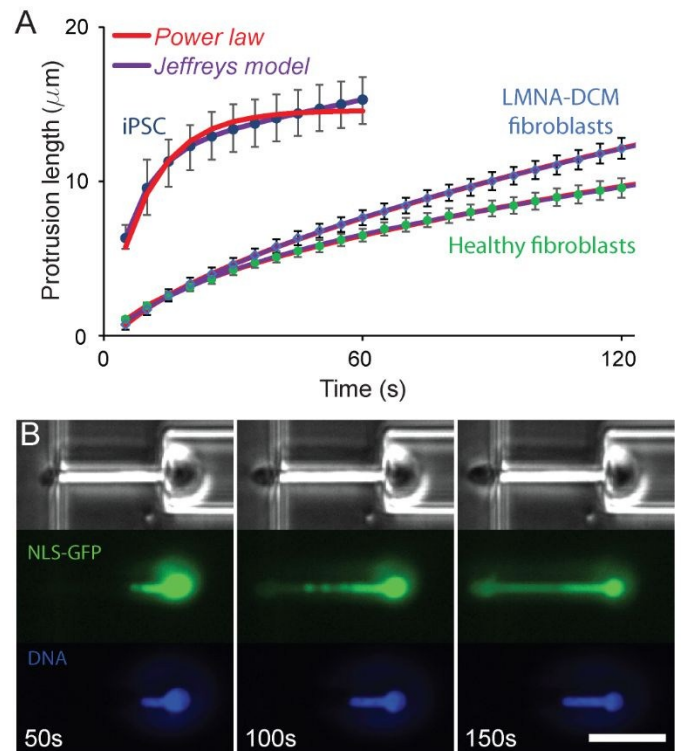 A
20
Power law
Jeffreys model
iPSC
LMNA-DCM
fibroblasts
10
Protrusion length (μm)
Healthy fibroblasts
0
0
60
120
Time (s)
B
NLS-GFP
DNA
50s
100s
150s